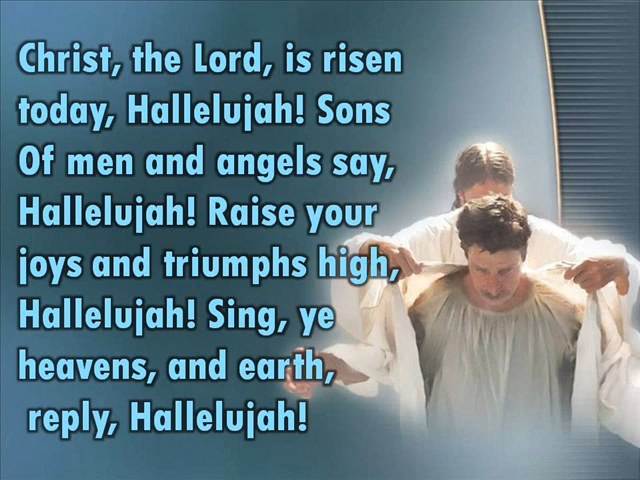 Christ, the Lord, is risen
today, Hallelujah! Sons
Of men and angels say,
Hallelujah! Raise your
joys and triumphs high,
Hallelujah! Sing, ye
heavens, and earth,
reply, Hallelujah!